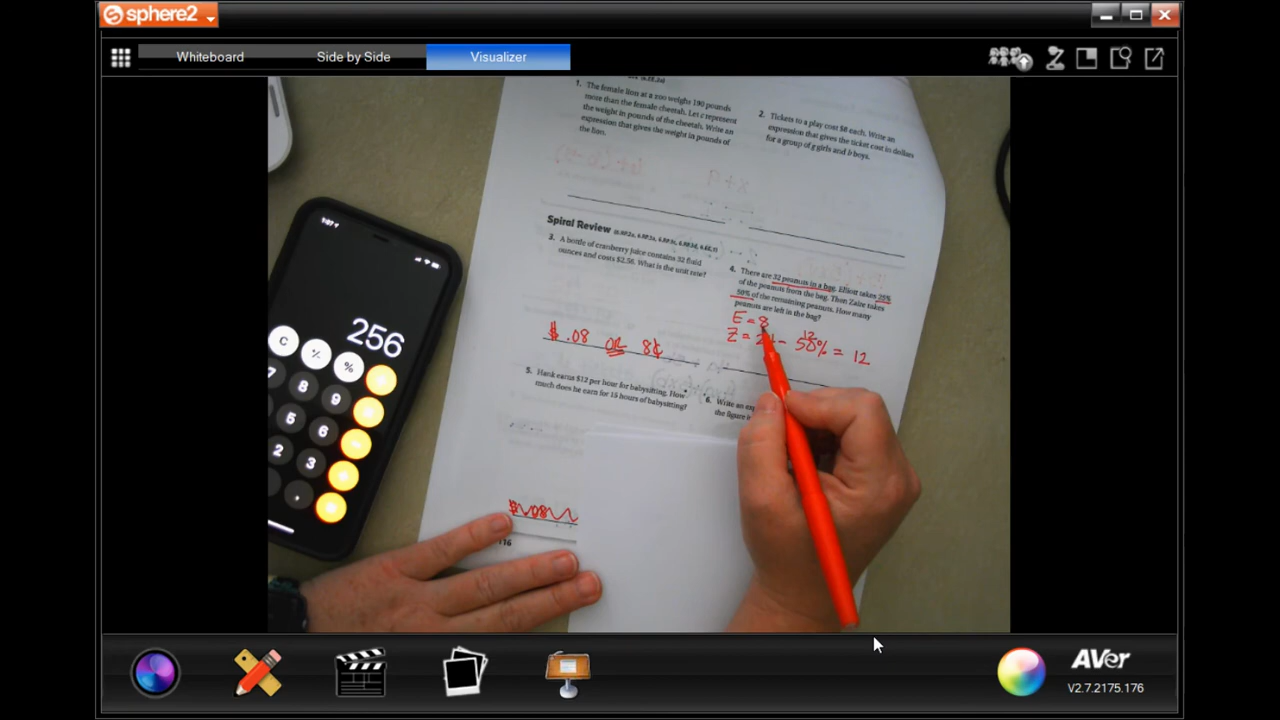 sphere2
Whiteboard
Side by Side
Visualizer
1. The female lion at a zoo weighs 190 pounds
more than the female cheetah. Let c represent
the weight in pounds of the cheetah. Write an
expression that gives the weight in pounds of
the lion.
2. Tickets to a play cost $8 each. Write an
expression that gives the ticket cost in dollars
for a group of g girls and b boys.
Spiral Review
3. A bottle of cranberry juice contains 32 fluid
ounces and costs $2.56. What is the unit rate?
$ .08 OR 8¢
4. There are 32 peanuts in a bag. Elliott takes 25%
of the peanuts from the bag. Then Zaire takes
50% of the remaining peanuts. How many
peanuts are left in the bag?
E = 8
Z = - 50% = 12
12
5. Hank earns $12 per hour for babysitting. How
much does he earn for 15 hours of babysitting?
6. Write an
the figure
$1.08
116
1:07
256
C
%
7
8
9
5
6
2
3
AVer
V2.7.2175.176